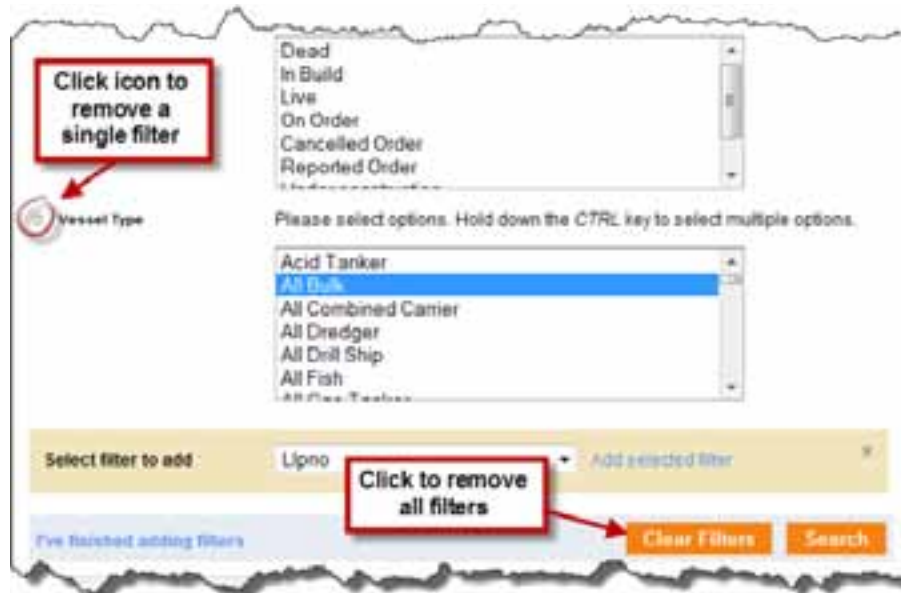 Click icon to
remove a
single filter
Dead
In Build
Live
On Order
Cancelled Order
Reported Order
Vessel Type
Please select options. Hold down the CTRL key to select multiple options.
Acid Tanker
All Bulk
All Combined Carrier
All Dredger
All Drill Ship
All Fish
All Gas Tanker
Select filter to add
Llpno
Add selected filter
Click to remove
all filters
I've finished adding filters
Clear Filters
Search